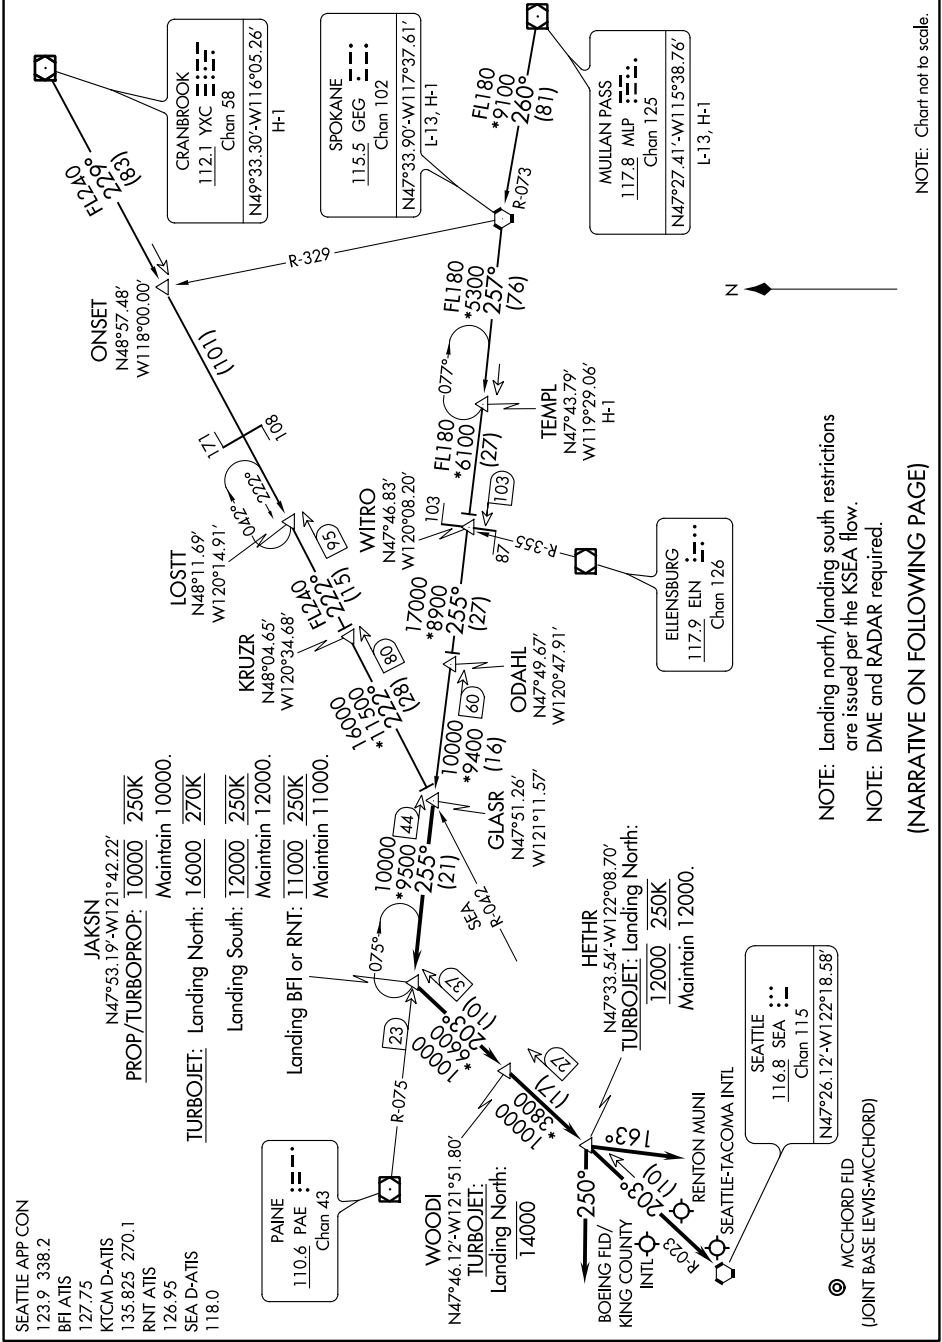 SEATTLE APP CON
123.9 338.2
BFI ATIS
127.75
KTCM D-ATIS
135.825 270.1
RNT ATIS
126.95
SEA D-ATIS
118.0
JAKSN
N47°53.19'-W121°42.22'
PROP/TURBOPROP: 10000 250K
Maintain 10000.
TURBOJET: Landing North: 16000 270K
Landing South: 12000 250K
Maintain 12000.
Landing BFI or RNT: 11000 250K
Maintain 11000.
CRANBROOK
112.1 YXC
Chan 58
N49°33.30'-W116°05.26'
H-1
FL240
229°
(83)
ONSET
N48°57.48'
W118°00.00'
(101)
171
108
R-329
SPOKANE
115.5 GEG
Chan 102
N47°33.90'-W117°37.61'
L-13, H-1
MULLAN PASS
117.8 MLP
Chan 125
N47°27.41'-W115°38.76'
L-13, H-1
FL180
*9100
260°
(81)
R-073
FL180
*5300
257°
(76)
077°
TEMPL
N47°43.79'
W119°29.06'
H-1
FL180
*6100
(27)
103
WITRO
N47°46.83'
W120°08.20'
103
87
R-355
ELLENSBURG
117.9 ELN
Chan 126
LOSTT
N48°11.69'
W120°14.91'
042°
222°
95
FL240
222°
(15)
KRUZR
N48°04.65'
W120°34.68'
80
16000
*11500
222°
(28)
17000
*8900
255°
(27)
ODAHL
N47°49.67'
W120°47.91'
60
10000
*9400
(16)
GLASR
N47°51.26'
W121°11.57'
44
SEA
R-042
10000
*9500
255°
(21)
075°
37
23
R-075
PAINE
110.6 PAE
Chan 43
10000
*6600
203°
(10)
WOODI
N47°46.12'-W121°51.80'
TURBOJET:
Landing North:
14000
27
10000
*3800
(17)
HETHR
N47°33.54'-W122°08.70'
TURBOJET: Landing North:
12000 250K
Maintain 12000.
250°
163°
203°
(10)
R-023
BOEING FLD/
KING COUNTY
INTL
RENTON MUNI
SEATTLE-TACOMA INTL
SEATTLE
116.8 SEA
Chan 115
N47°26.12'-W122°18.58'
MCCHORD FLD
(JOINT BASE LEWIS-MCCHORD)
N
NOTE: Chart not to scale.
NOTE: Landing north/landing south restrictions
are issued per the KSEA flow.
NOTE: DME and RADAR required.
(NARRATIVE ON FOLLOWING PAGE)